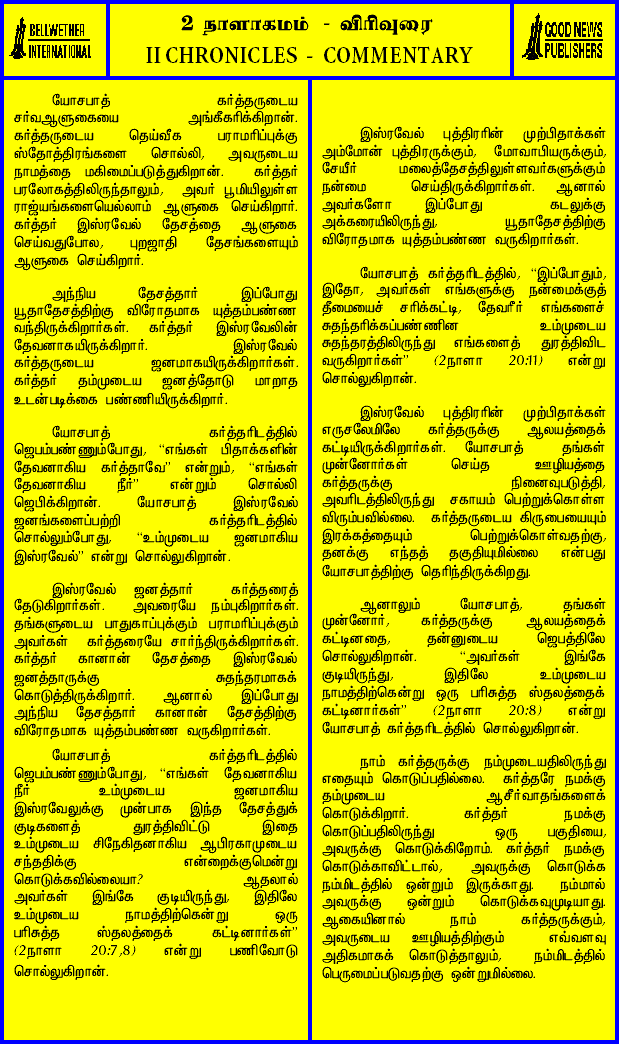 BELLWETHER
INTERNATIONAL
2 நாளாகமம் - விரிவுரை
II CHRONICLES - COMMENTARY
GOOD NEWS
PUBLISHERS
யோசபாத் கர்த்தருடைய
சர்வஆளுகையை அங்கீகரிக்கிறான்.
கர்த்தருடைய தெய்வீக பராமரிப்புக்கு
ஸ்தோத்திரங்களை சொல்லி, அவருடைய
நாமத்தை மகிமைப்படுத்துகிறான். கர்த்தர்
பரலோகத்திலிருந்தாலும், அவர் பூமியிலுள்ள
ராஜ்யங்களையெல்லாம் ஆளுகை செய்கிறார்.
கர்த்தர் இஸ்ரவேல் தேசத்தை ஆளுகை
செய்வதுபோல, புறஜாதி தேசங்களையும்
ஆளுகை செய்கிறார்.
அந்நிய தேசத்தார் இப்போது
யூதாதேசத்திற்கு விரோதமாக யுத்தம்பண்ண
வந்திருக்கிறார்கள். கர்த்தர் இஸ்ரவேலின்
தேவனாகயிருக்கிறார். இஸ்ரவேல்
கர்த்தருடைய ஜனமாகயிருக்கிறார்கள்.
கர்த்தர் தம்முடைய ஜனத்தோடு மாறாத
உடன்படிக்கை பண்ணியிருக்கிறார்.
யோசபாத் கர்த்தரிடத்தில்
ஜெபம்பண்ணும்போது, “எங்கள் பிதாக்களின்
தேவனாகிய கர்த்தாவே” என்றும், “எங்கள்
தேவனாகிய நீர்” என்றும் சொல்லி
ஜெபிக்கிறான். யோசபாத் இஸ்ரவேல்
ஜனங்களைப்பற்றி கர்த்தரிடத்தில்
சொல்லும்போது, “உம்முடைய ஜனமாகிய
இஸ்ரவேல்” என்று சொல்லுகிறான்.
இஸ்ரவேல் ஜனத்தார் கர்த்தரைத்
தேடுகிறார்கள். அவரையே நம்புகிறார்கள்.
தங்களுடைய பாதுகாப்புக்கும் பராமரிப்புக்கும்
அவர்கள் கர்த்தரையே சார்ந்திருக்கிறார்கள்.
கர்த்தர் கானான் தேசத்தை இஸ்ரவேல்
ஜனத்தாருக்கு சுதந்தரமாகக்
கொடுத்திருக்கிறார். ஆனால் இப்போது
அந்நிய தேசத்தார் கானான் தேசத்திற்கு
விரோதமாக யுத்தம்பண்ண வருகிறார்கள்.
யோசபாத் கர்த்தரிடத்தில்
ஜெபம்பண்ணும்போது, “எங்கள் தேவனாகிய
நீர் உம்முடைய ஜனமாகிய
இஸ்ரவேலுக்கு முன்பாக இந்த தேசத்துக்
குடிகளைத் துரத்திவிட்டு இதை
உம்முடைய சிநேகிதனாகிய ஆபிரகாமுடைய
சந்ததிக்கு என்றைக்குமென்று
கொடுக்கவில்லையா? ஆதலால்
அவர்கள் இங்கே குடியிருந்து, இதிலே
உம்முடைய நாமத்திற்கென்று ஒரு
பரிசுத்த ஸ்தலத்தைக் கட்டினார்கள்”
(2நாளா 20:7,8) என்று பணிவோடு
சொல்லுகிறான்.
இஸ்ரவேல் புத்திரரின் முற்பிதாக்கள்
அம்மோன் புத்திரருக்கும், மோவாபியருக்கும்,
சேயீர் மலைத்தேசத்திலுள்ளவர்களுக்கும்
நன்மை செய்திருக்கிறார்கள். ஆனால்
அவர்களோ இப்போது கடலுக்கு
அக்கரையிலிருந்து, யூதாதேசத்திற்கு
விரோதமாக யுத்தம்பண்ண வருகிறார்கள்.
யோசபாத் கர்த்தரிடத்தில், “இப்போதும்,
இதோ, அவர்கள் எங்களுக்கு நன்மைக்குத்
தீமையைச் சரிக்கட்டி, தேவரீர் எங்களைச்
சுதந்தரிக்கப்பண்ணின உம்முடைய
சுதந்தரத்திலிருந்து எங்களைத் துரத்திவிட
வருகிறார்கள்” (2நாளா 20:11) என்று
சொல்லுகிறான்.
இஸ்ரவேல் புத்திரரின் முற்பிதாக்கள்
எருசலேமிலே கர்த்தருக்கு ஆலயத்தைக்
கட்டியிருக்கிறார்கள். யோசபாத் தங்கள்
முன்னோர்கள் செய்த ஊழியத்தை
கர்த்தருக்கு நினைவுபடுத்தி,
அவரிடத்திலிருந்து சகாயம் பெற்றுக்கொள்ள
விரும்பவில்லை. கர்த்தருடைய கிருபையையும்
இரக்கத்தையும் பெற்றுக்கொள்வதற்கு,
தனக்கு எந்தத் தகுதியுமில்லை என்பது
யோசபாத்திற்கு தெரிந்திருக்கிறது.
ஆனாலும் யோசபாத், தங்கள்
முன்னோர், கர்த்தருக்கு ஆலயத்தைக்
கட்டினதை, தன்னுடைய ஜெபத்திலே
சொல்லுகிறான். “அவர்கள் இங்கே
குடியிருந்து, இதிலே உம்முடைய
நாமத்திற்கென்று ஒரு பரிசுத்த ஸ்தலத்தைக்
கட்டினார்கள்” (2நாளா 20:8) என்று
யோசபாத் கர்த்தரிடத்தில் சொல்லுகிறான்.
நாம் கர்த்தருக்கு நம்முடையதிலிருந்து
எதையும் கொடுப்பதில்லை. கர்த்தரே நமக்கு
தம்முடைய ஆசீர்வாதங்களைக்
கொடுக்கிறார். கர்த்தர் நமக்கு
கொடுப்பதிலிருந்து ஒரு பகுதியை,
அவருக்கு கொடுக்கிறோம். கர்த்தர் நமக்கு
கொடுக்காவிட்டால், அவருக்கு கொடுக்க
நம்மிடத்தில் ஒன்றும் இருக்காது. நம்மால்
அவருக்கு ஒன்றும் கொடுக்கவுமுடியாது.
ஆகையினால் நாம் கர்த்தருக்கும்,
அவருடைய ஊழியத்திற்கும் எவ்வளவு
அதிகமாகக் கொடுத்தாலும், நம்மிடத்தில்
பெருமைப்படுவதற்கு ஒன்றுமில்லை.